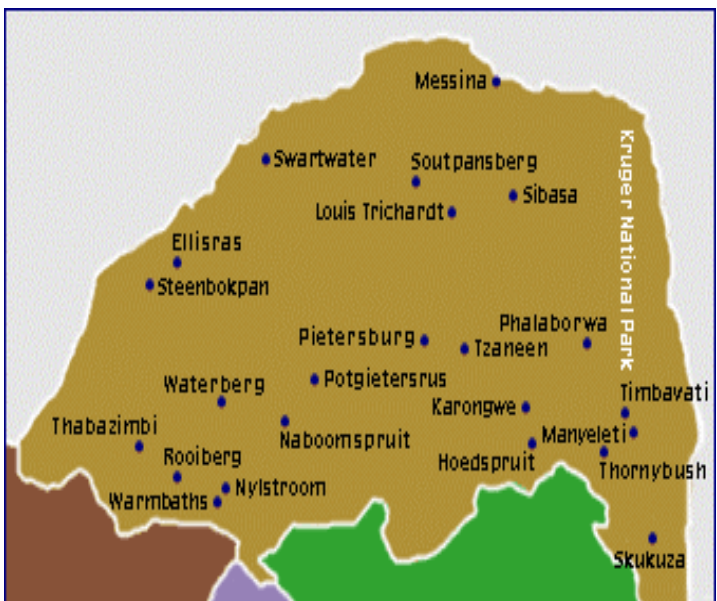 Messina
Swartwater
Soutpansberg
Sibasa
Louis Trichardt
Kruger National Park
Ellisras
Steenbokpan
Phalaborwa
Pietersburg
Tzaneen
Potgietersrus
Waterberg
Timbavati
Karongwe
Thabazimbi
Naboomspruit
Manyeleti
Rooiberg
Hoedspruit
Thornybush
Nylstroom
Warmbaths
Skukuza